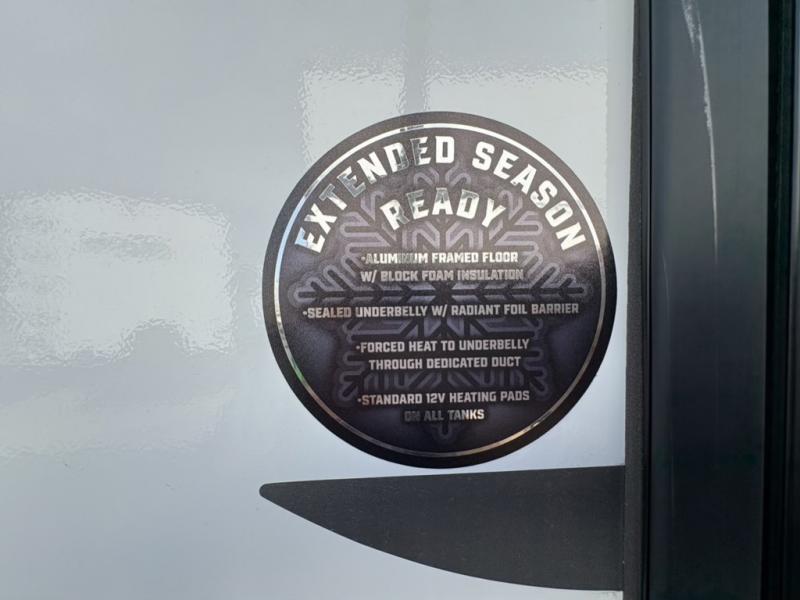 EXTENDED SEASON
READY
•ALUMINUM FRAMED FLOOR
W/ BLOCK FOAM INSULATION
•SEALED UNDERBELLY W/ RADIANT FOIL BARRIER
•FORCED HEAT TO UNDERBELLY
THROUGH DEDICATED DUCT
•STANDARD 12V HEATING PADS
ON ALL TANKS